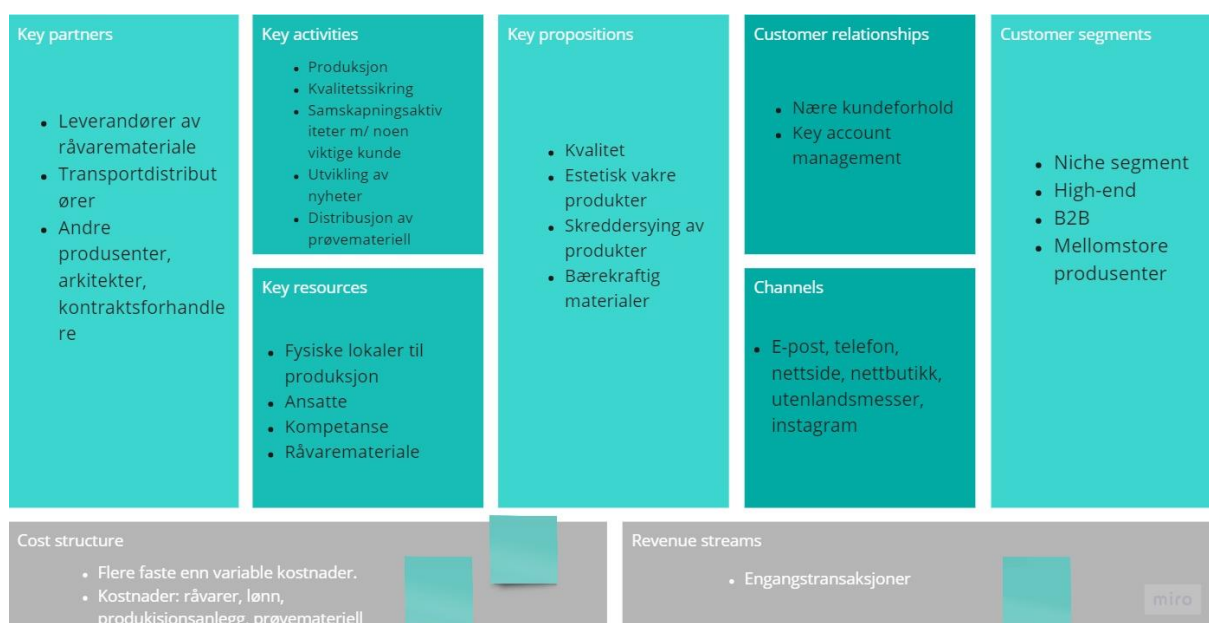 Key partners
Leverandører av
råvaremateriale
Transportdistribut
ører
Andre
produsenter,
arkitekter,
kontraktsforhandle
re
Key activities
Produksjon
Kvalitetssikring
Samskapningsaktiv
iteter m/ noen
viktige kunde
Utvikling av
nyheter
Distribusjon av
prøvemateriell
Key resources
Fysiske lokaler til
produksjon
Ansatte
Kompetanse
Råvaremateriale
Key propositions
Kvalitet
Estetisk vakre
produkter
Skreddersying av
produkter
Bærekraftig
materialer
Customer relationships
Nære kundeforhold
Key account
management
Channels
E-post, telefon,
nettside, nettbutikk,
utenlandsmesser,
instagram
Customer segments
Niche segment
High-end
B2B
Mellomstore
produsenter
Cost structure
Flere faste enn variable kostnader.
Kostnader: råvarer, lønn,
produkisionsanlegg, prøvemateriell
Revenue streams
Engangstransaksjoner
miro